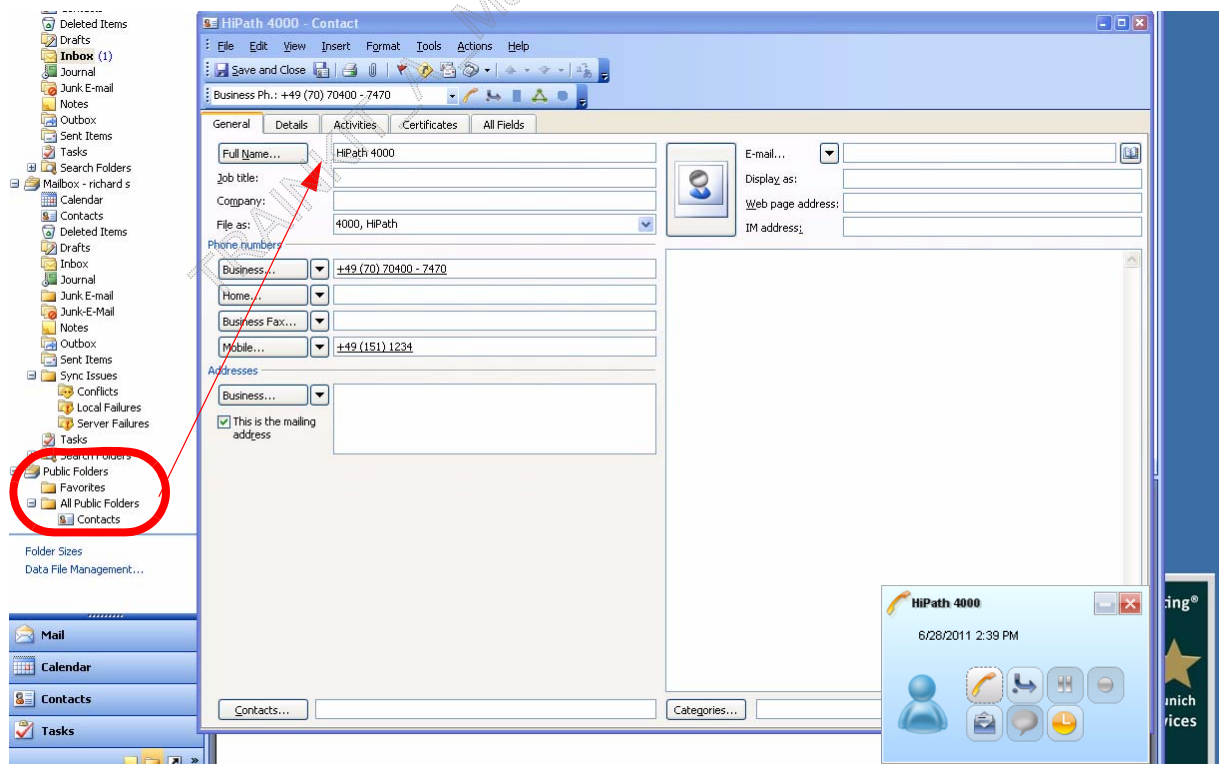 Deleted Items
Drafts
Inbox (1)
Journal
Junk E-mail
Notes
Outbox
Sent Items
Tasks
Search Folders
Mailbox - richard s
Calendar
Contacts
Deleted Items
Drafts
Inbox
Journal
Junk E-mail
Junk-E-Mail
Notes
Outbox
Sent Items
Sync Issues
Conflicts
Local Failures
Server Failures
Tasks
Search Folders
Public Folders
Favorites
All Public Folders
Contacts
Folder Sizes
Data File Management...
Mail
Calendar
Contacts
Tasks
HiPath 4000 - Contact
File Edit View Insert Format Tools Actions Help
Save and Close
Business Ph.: +49 (70) 70400 - 7470
General Details Activities Certificates All Fields
Full Name... HiPath 4000
Job title:
Company:
File as: 4000, HiPath
Phone numbers
Business... +49 (70) 70400 - 7470
Home...
Business Fax...
Mobile... +49 (151) 1234
Addresses
Business...
This is the mailing
address
E-mail...
Display as:
Web page address:
IM address:
Contacts...
Categories...
HiPath 4000
6/28/2011 2:39 PM